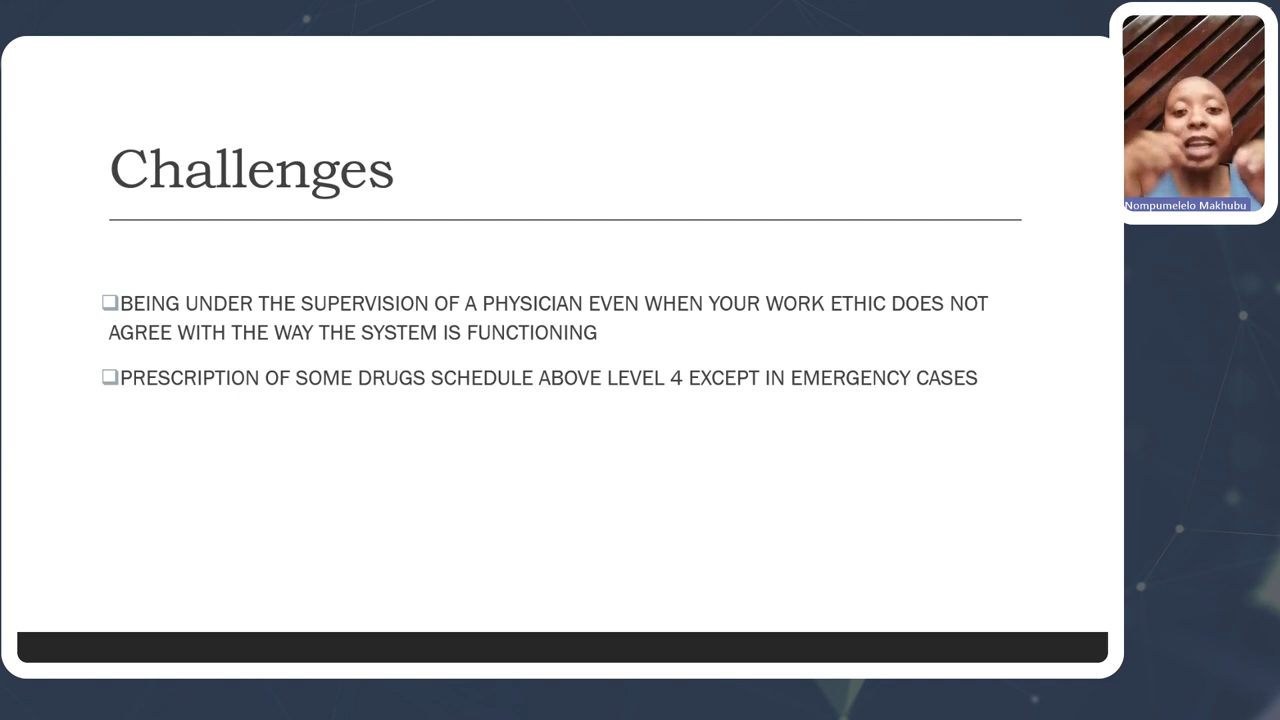 Challenges
Nompumelelo Makhubu
BEING UNDER THE SUPERVISION OF A PHYSICIAN EVEN WHEN YOUR WORK ETHIC DOES NOT
AGREE WITH THE WAY THE SYSTEM IS FUNCTIONING
PRESCRIPTION OF SOME DRUGS SCHEDULE ABOVE LEVEL 4 EXCEPT IN EMERGENCY CASES